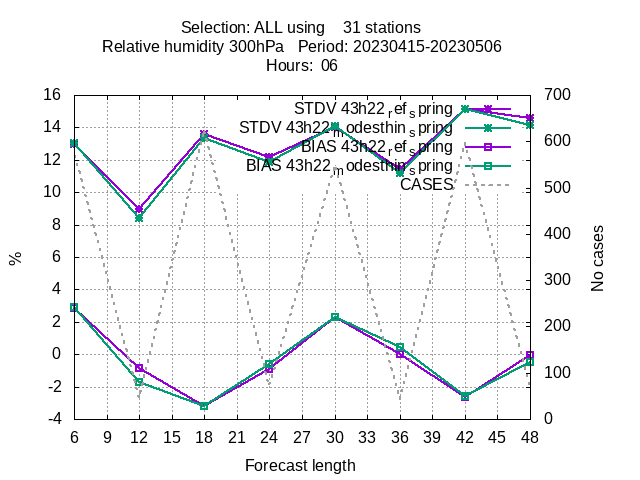 Selection: ALL using    31 stations
Relative humidity 300hPa   Period: 20230415-20230506
Hours: 06
STDV 43h22_ref_spring
STDV 43h22_modesthin_spring
BIAS 43h22_ref_spring
BIAS 43h22_modesthin_spring
CASES
16
14
12
10
8
6
4
2
0
-2
-4
%
700
600
500
400
300
200
100
0
No cases
6 9 12 15 18 21 24 27 30 33 36 39 42 45 48
Forecast length